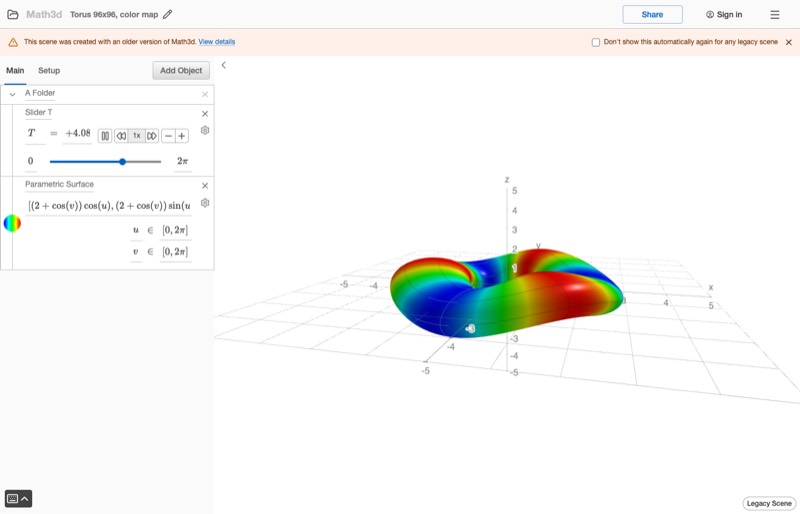 Math3d Torus 96x96, color map Share Sign in
This scene was created with an older version of Math3d. View details Don't show this automatically again for any legacy scene
Main Setup Add Object
A Folder
Slider T
T = +4.08 1x
0 2π
Parametric Surface
[(2 + cos(v)) cos(u), (2 + cos(v)) sin(u
u ∈ [0, 2π]
v ∈ [0, 2π]
z
5
4
3
2
y
1
-5 -4
x
4 5
-3
-3
-4
-4
-5
-5
Legacy Scene